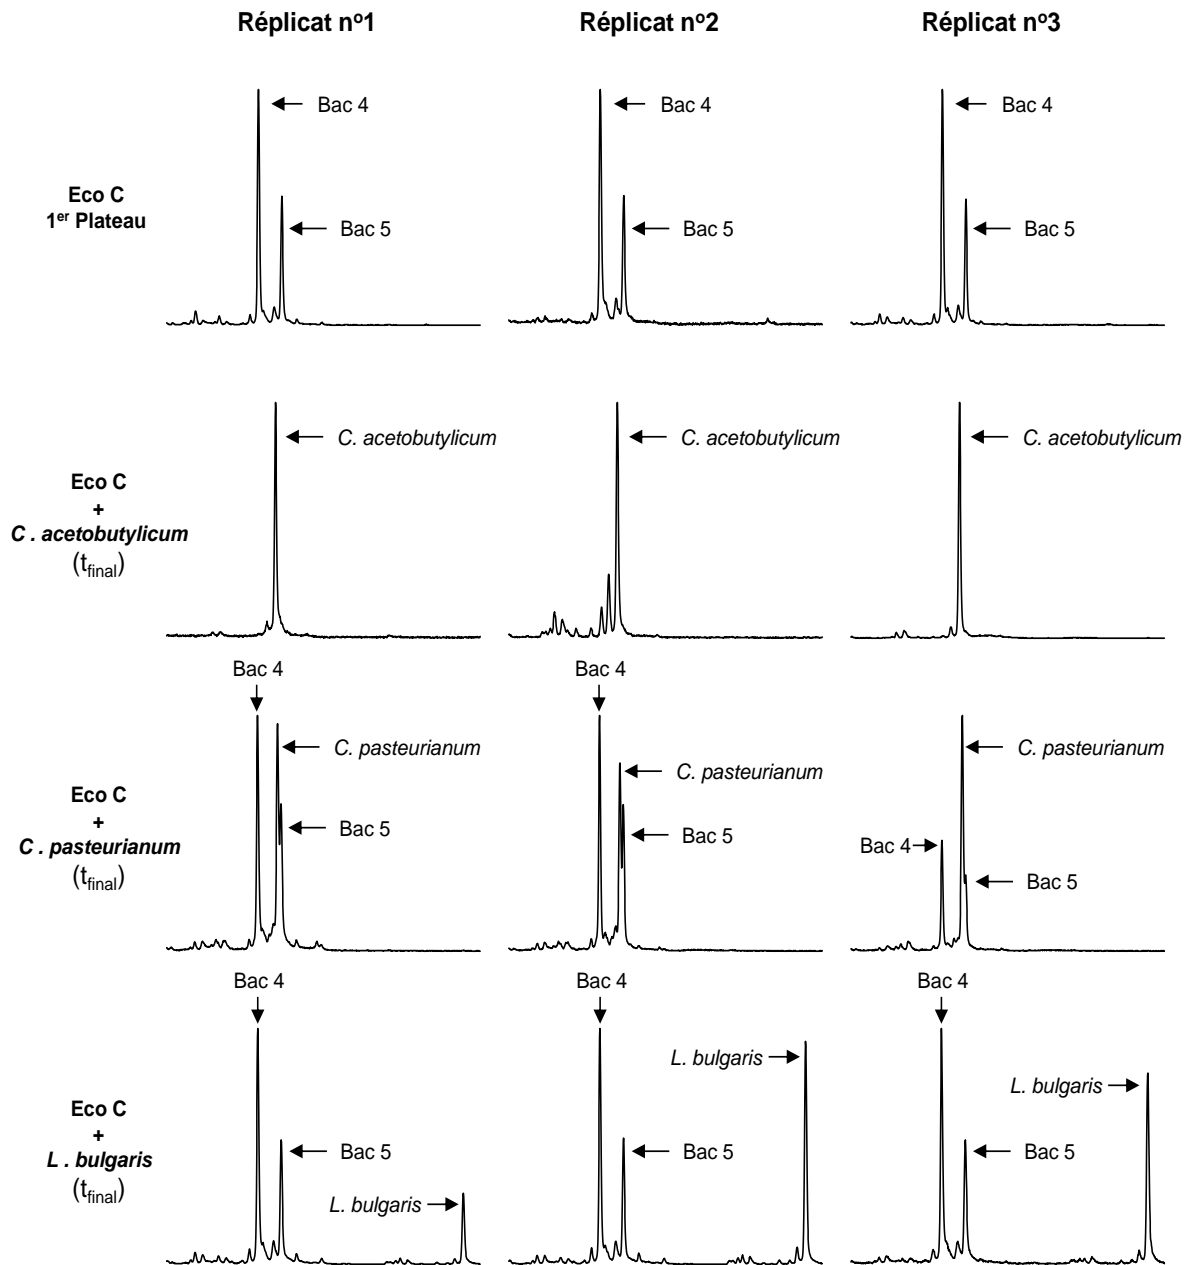 Réplicat nº1
Réplicat nº2
Réplicat nº3
Eco C
1er Plateau
Bac 4
Bac 5
Bac 4
Bac 5
Bac 4
Bac 5
Eco C
+
C . acetobutylicum
(tfinal)
C. acetobutylicum
C. acetobutylicum
C. acetobutylicum
Eco C
+
C . pasteurianum
(tfinal)
Bac 4
C. pasteurianum
Bac 5
Bac 4
C. pasteurianum
Bac 5
C. pasteurianum
Bac 4
Bac 5
Eco C
+
L . bulgaris
(tfinal)
Bac 4
Bac 5
L. bulgaris
Bac 4
L. bulgaris
Bac 5
Bac 4
L. bulgaris
Bac 5